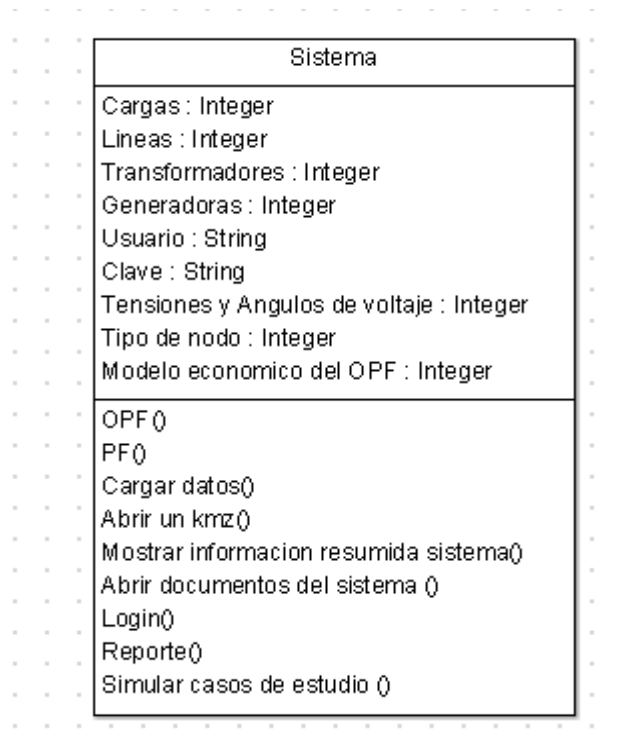 Sistema
Cargas : Integer
Lineas : Integer
Transformadores : Integer
Generadoras : Integer
Usuario : String
Clave : String
Tensiones y Angulos de voltaje : Integer
Tipo de nodo : Integer
Modelo economico del OPF : Integer
OPF()
PF()
Cargar datos()
Abrir un kmz()
Mostrar informacion resumida sistema()
Abrir documentos del sistema ()
Login()
Reporte()
Simular casos de estudio ()